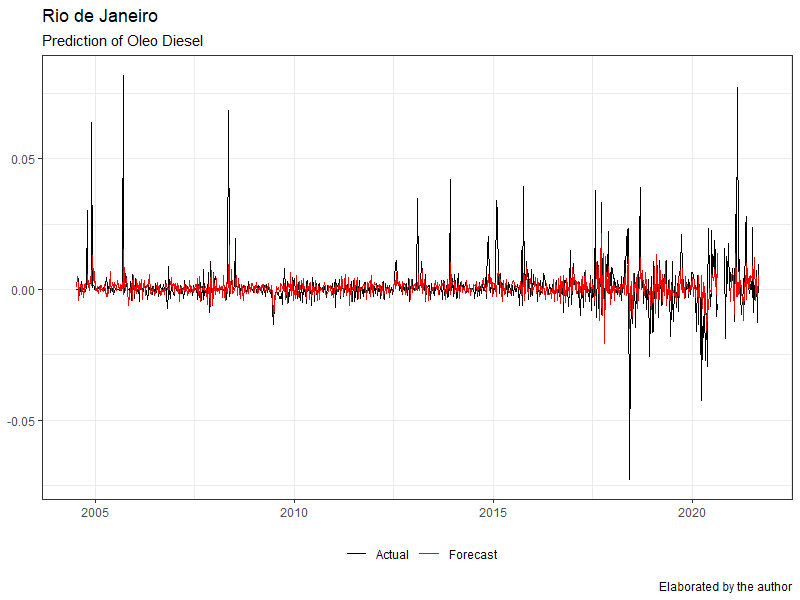 Rio de Janeiro
Prediction of Oleo Diesel
0.05
0.00
-0.05
2005 2010 2015 2020
Actual Forecast
Elaborated by the author